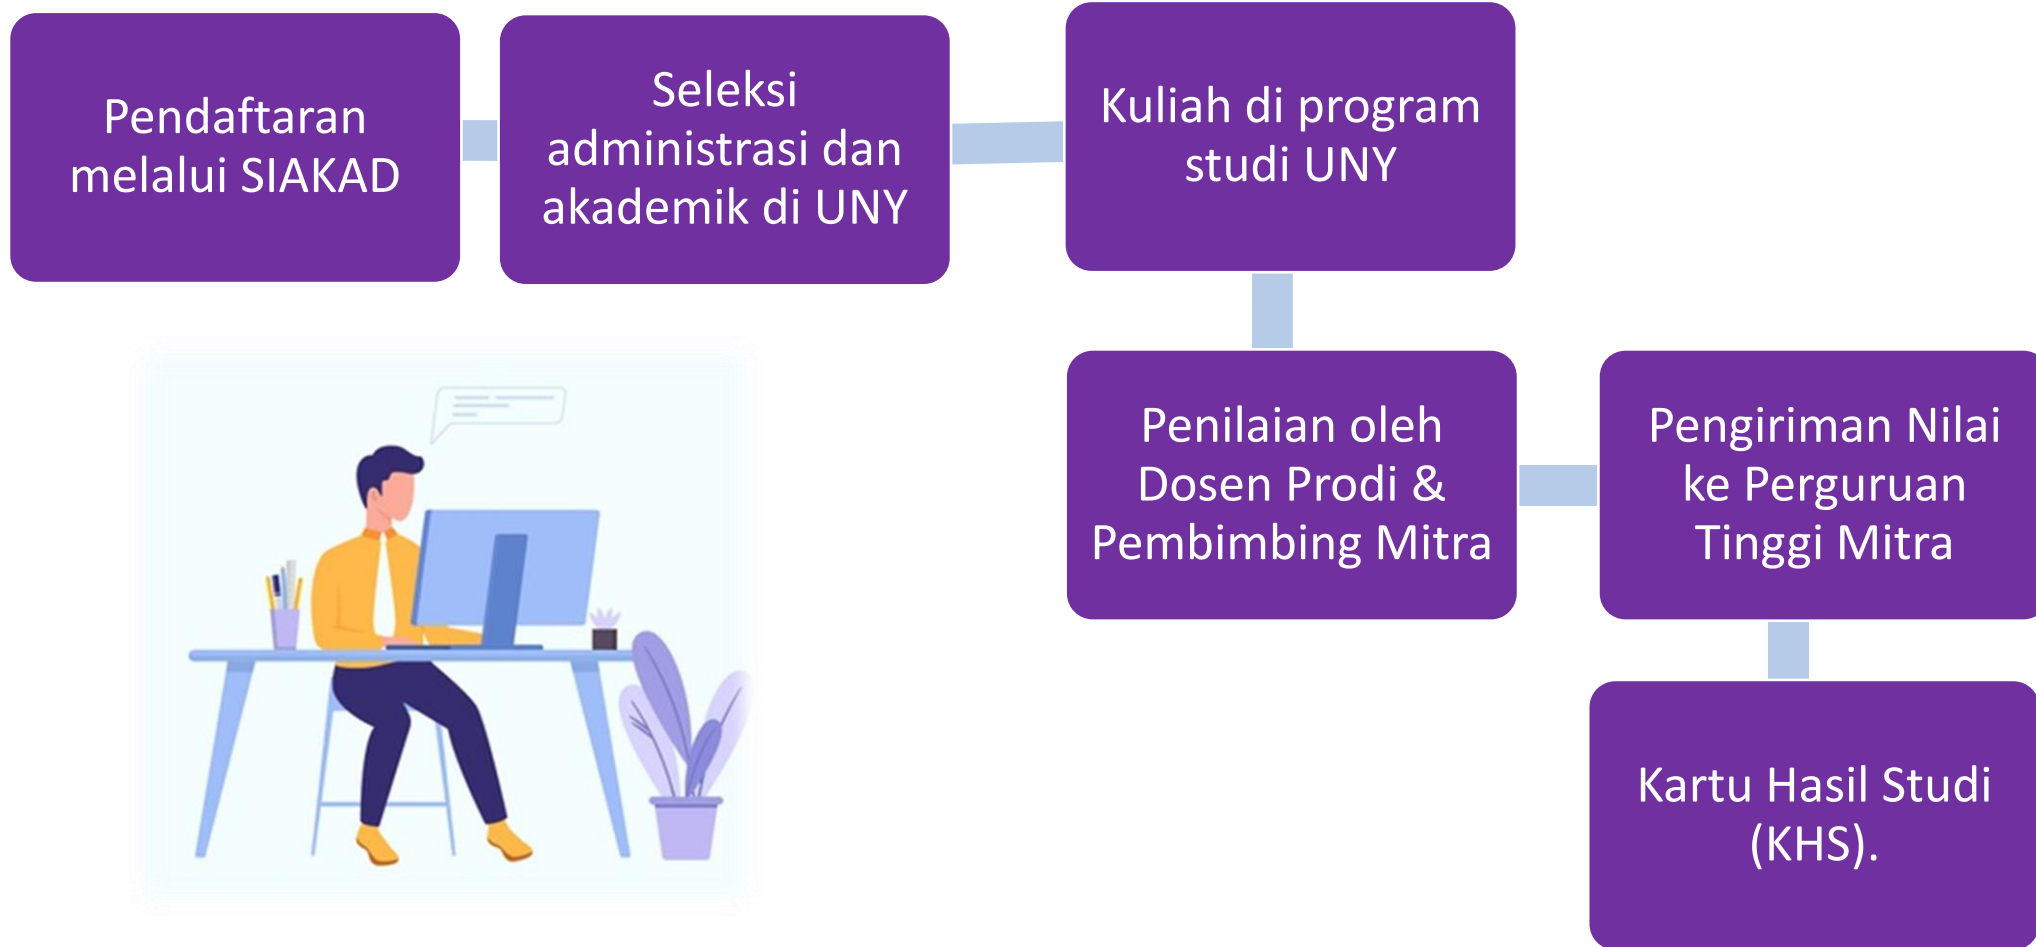 Pendaftaran
melalui SIAKAD
Seleksi
administrasi dan
akademik di UNY
Kuliah di program
studi UNY
Penilaian oleh
Dosen Prodi &
Pembimbing Mitra
Pengiriman Nilai
ke Perguruan
Tinggi Mitra
Kartu Hasil Studi
(KHS).